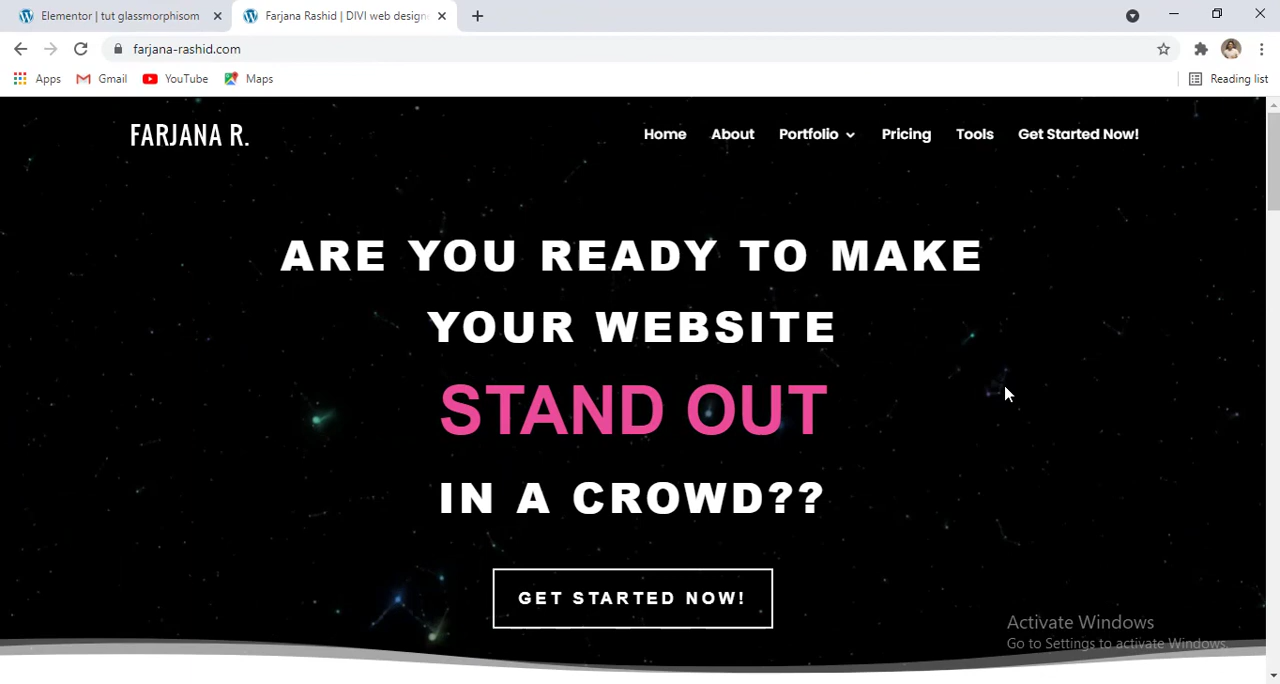 Elementor | tut glassmorphisom
Farjana Rashid | DIVI web design
farjana-rashid.com
Apps
Gmail
YouTube
Maps
Reading list
FARJANA R.
Home
About
Portfolio
Pricing
Tools
Get Started Now!
ARE YOU READY TO MAKE
YOUR WEBSITE
STAND OUT
IN A CROWD??
GET STARTED NOW!
Activate Windows
Go to Settings to activate Windows.